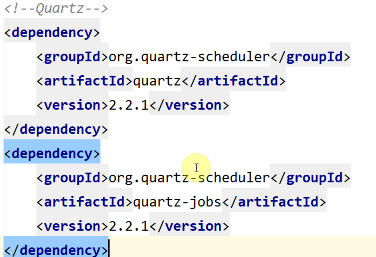 <!--Quartz-->
<dependency>
<groupId>org.quartz-scheduler</groupId>
<artifactId>quartz</artifactId>
<version>2.2.1</version>
</dependency>
<dependency>
<groupId>org.quartz-scheduler</groupId>
<artifactId>quartz-jobs</artifactId>
<version>2.2.1</version>
</dependency>